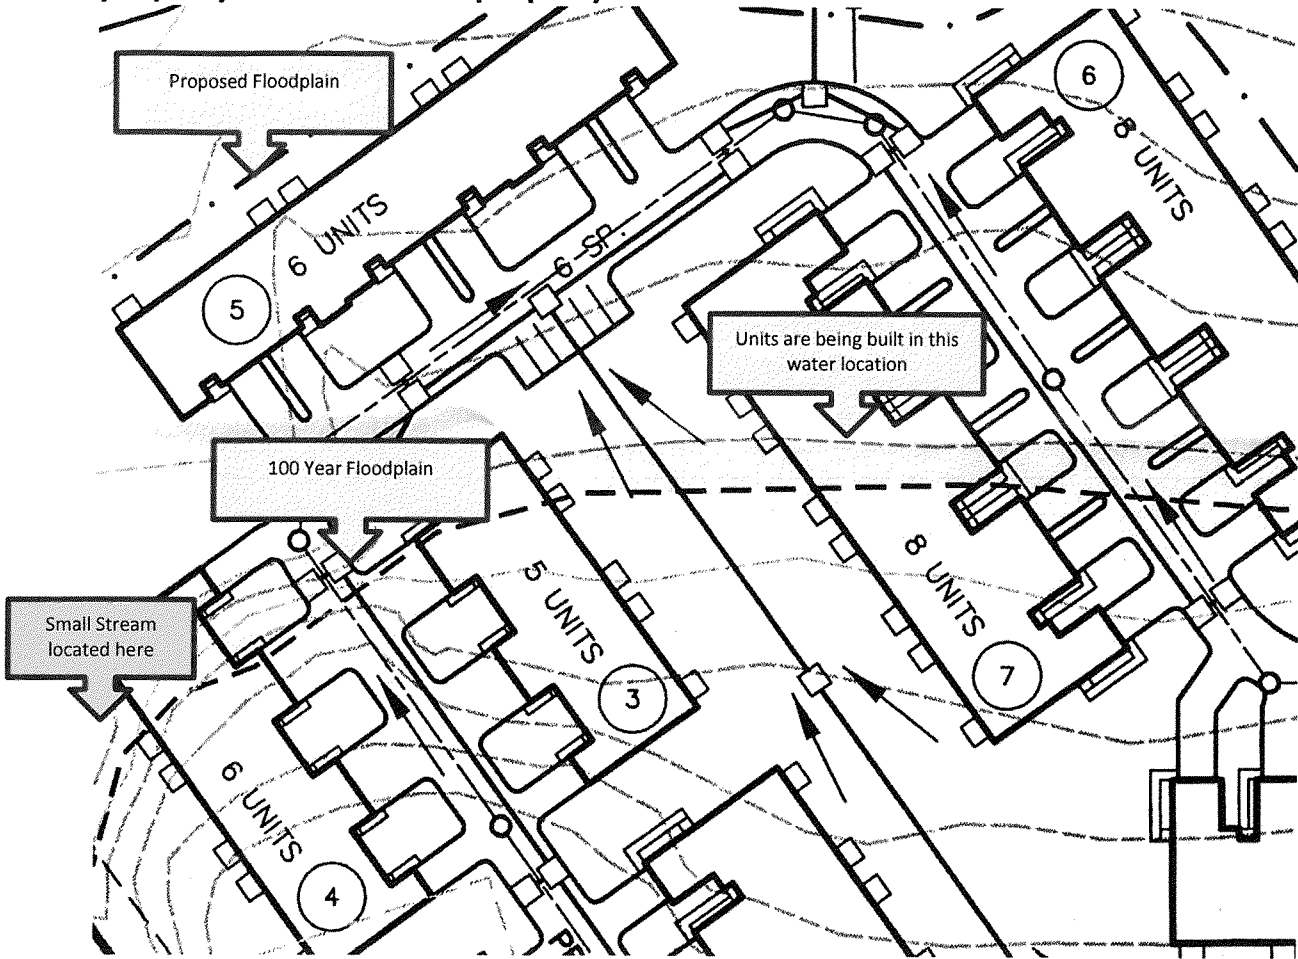 Proposed Floodplain
6
8 UNITS
6 UNITS
5
6 SP.
Units are being built in this
water location
100 Year Floodplain
5 UNITS
8 UNITS
Small Stream
located here
3
7
6 UNITS
4